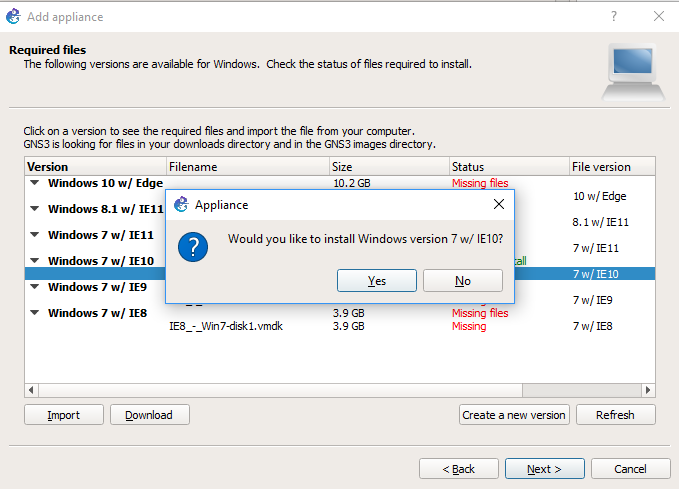 Add appliance
Required files
The following versions are available for Windows. Check the status of files required to install.
Click on a version to see the required files and import the file from your computer.
GNS3 is looking for files in your downloads directory and in the GNS3 images directory.
Version Filename Size Status File version
Windows 10 w/ Edge 10.2 GB Missing files
10 w/ Edge
Windows 8.1 w/ IE11
8.1 w/ IE11
Windows 7 w/ IE11
7 w/ IE11
Windows 7 w/ IE10
7 w/ IE10
Windows 7 w/ IE9
7 w/ IE9
Windows 7 w/ IE8 3.9 GB Missing files
IE8_-_Win7-disk1.vmdk 3.9 GB Missing 7 w/ IE8
Appliance
Would you like to install Windows version 7 w/ IE10?
Yes No
Import Download Create a new version Refresh
< Back Next > Cancel